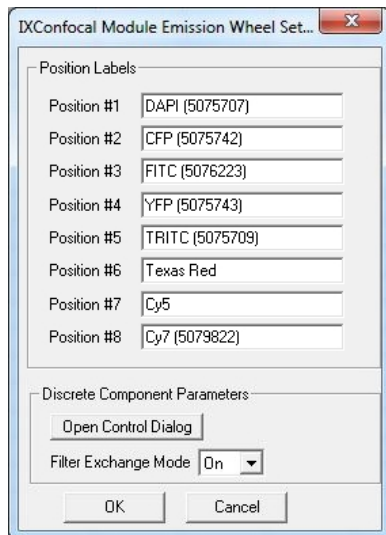 IXConfocal Module Emission Wheel Set...
Position Labels
Position #1 DAPI (5075707)
Position #2 CFP (5075742)
Position #3 FITC (5076223)
Position #4 YFP (5075743)
Position #5 TRITC (5075709)
Position #6 Texas Red
Position #7 Cy5
Position #8 Cy7 (5079822)
Discrete Component Parameters
Open Control Dialog
Filter Exchange Mode On
OK Cancel